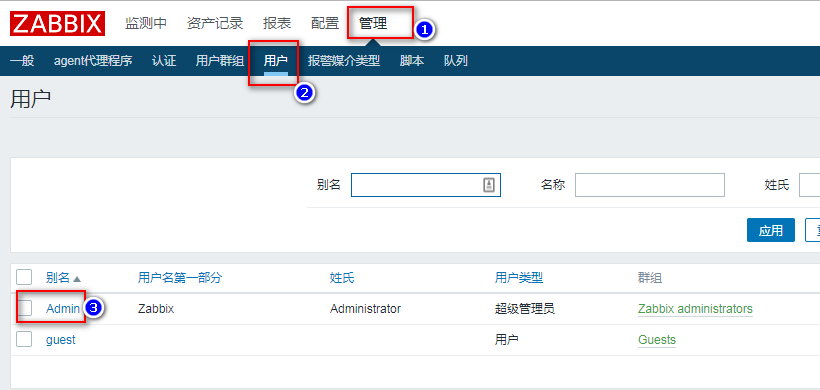 ZABBIX 监测中 资产记录 报表 配置 管理 1
一般 agent代理程序 认证 用户群组 用户 报警媒介类型 脚本 队列
2
用户
别名 名称 姓氏
应用
别名 用户名第一部分 姓氏 用户类型 群组
Admin 3 Zabbix Administrator 超级管理员 Zabbix administrators
guest 用户 Guests